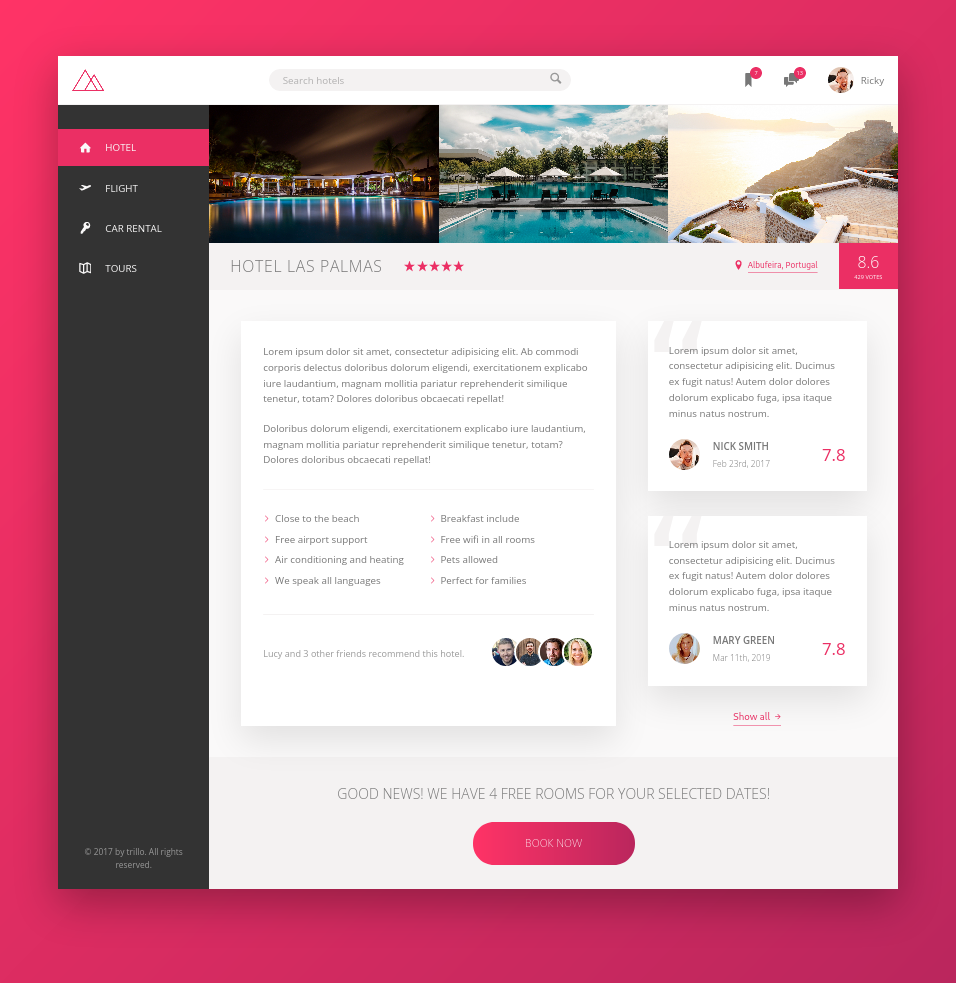 Search hotels
7
13
Ricky
HOTEL
FLIGHT
CAR RENTAL
TOURS
© 2017 by trillo. All rights
reserved.
HOTEL LAS PALMAS
Albufeira, Portugal
8.6
429 VOTES
Lorem ipsum dolor sit amet, consectetur adipisicing elit. Ab commodi
corporis delectus doloribus dolorum eligendi, exercitationem explicabo
iure laudantium, magnam mollitia pariatur reprehenderit similique
tenetur, totam? Dolores doloribus obcaecati repellat!
Doloribus dolorum eligendi, exercitationem explicabo iure laudantium,
magnam mollitia pariatur reprehenderit similique tenetur, totam?
Dolores doloribus obcaecati repellat!
Close to the beach
Breakfast include
Free airport support
Free wifi in all rooms
Air conditioning and heating
Pets allowed
We speak all languages
Perfect for families
Lucy and 3 other friends recommend this hotel.
Lorem ipsum dolor sit amet,
consectetur adipisicing elit. Ducimus
ex fugit natus! Autem dolor dolores
dolorum explicabo fuga, ipsa itaque
minus natus nostrum.
NICK SMITH
Feb 23rd, 2017
7.8
Lorem ipsum dolor sit amet,
consectetur adipisicing elit. Ducimus
ex fugit natus! Autem dolor dolores
dolorum explicabo fuga, ipsa itaque
minus natus nostrum.
MARY GREEN
Mar 11th, 2019
7.8
Show all →
GOOD NEWS! WE HAVE 4 FREE ROOMS FOR YOUR SELECTED DATES!
BOOK NOW